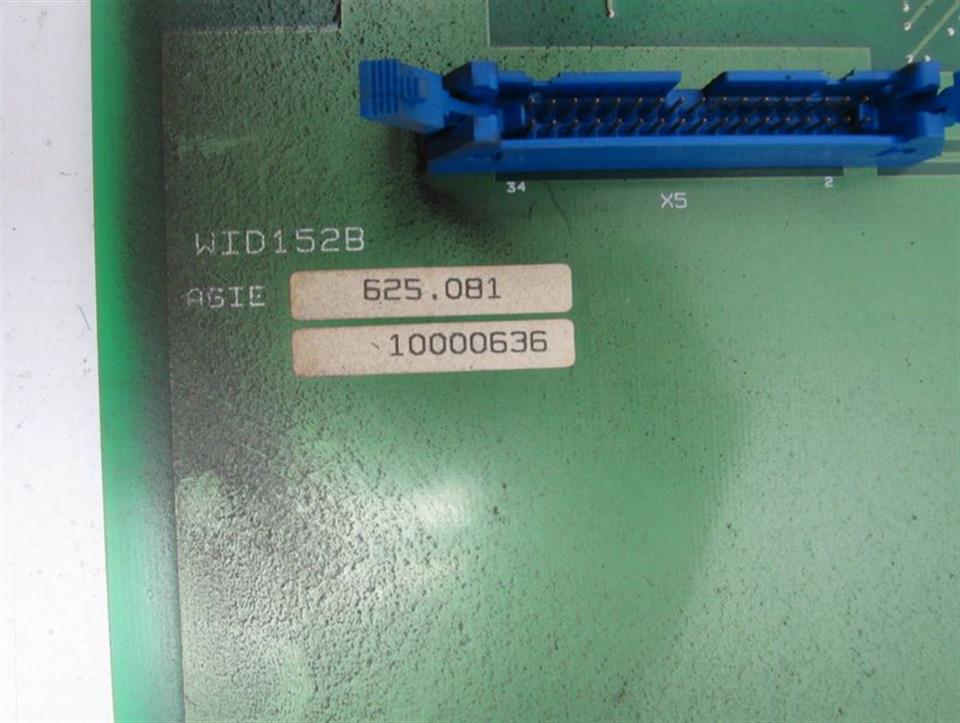 34 2
X5
WID152B
AGIE 625.081
10000636